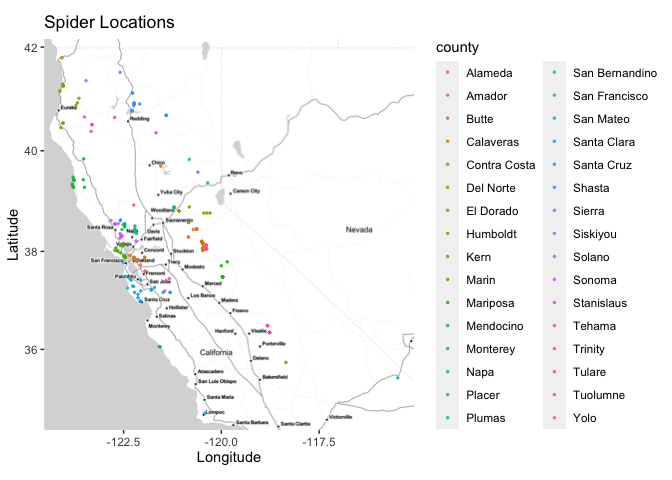 Spider Locations
county
42
40
38
36
Latitude
-122.5
-120.0
-117.5
Longitude
Eureka
Redding
Chico
Reno
Yuba City
Carson City
Woodland
Sacramento
Santa Rosa
Davis
Fairfield
Nevada
Concord
Stockton
San Francisco
Oakland
Tracy
Modesto
Fremont
Merced
Santa Cruz
Los Banos
Madera
Hollister
Fresno
Salinas
Monterey
Hanford
Visalia
Porterville
California
Delano
Atascadero
Bakersfield
San Luis Obispo
Santa Maria
Lompoc
Santa Barbara
Santa Clarita
Victorville
Alameda
Amador
Butte
Calaveras
Contra Costa
Del Norte
El Dorado
Humboldt
Kern
Marin
Mariposa
Mendocino
Monterey
Napa
Placer
Plumas
San Bernandino
San Francisco
San Mateo
Santa Clara
Santa Cruz
Shasta
Sierra
Siskiyou
Solano
Sonoma
Stanislaus
Tehama
Trinity
Tulare
Tuolumne
Yolo